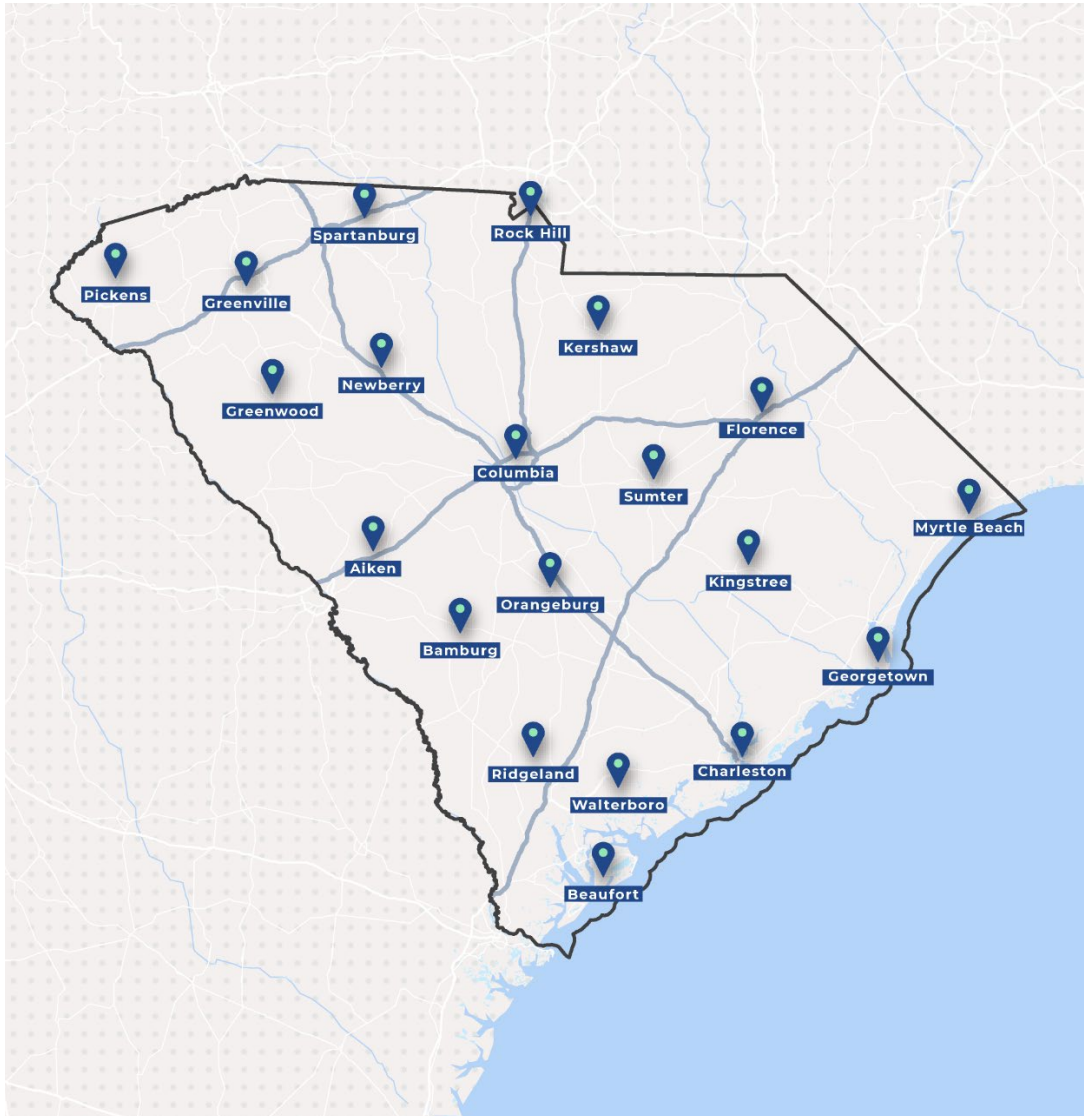 Spartanburg
Rock Hill
Pickens
Greenville
Kershaw
Newberry
Greenwood
Florence
Columbia
Sumter
Myrtle Beach
Aiken
Kingstree
Orangeburg
Bamburg
Georgetown
Ridgeland
Charleston
Walterboro
Beaufort